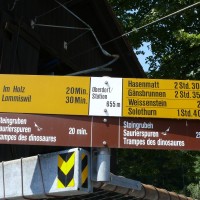 Im Holz 20 Min.
Lommiswil 30 Min.
Oberdorf
Station
655 m
Hasenmatt 2 Std. 30
Gänsbrunnen 2 Std.
Weissenstein 2 Std.
Solothurn 1 Std. 40
Steingruben
Saurierspuren 20 min.
Trampes des dinosaures
Steingruben
Saurierspuren
Trampes des dinosaures